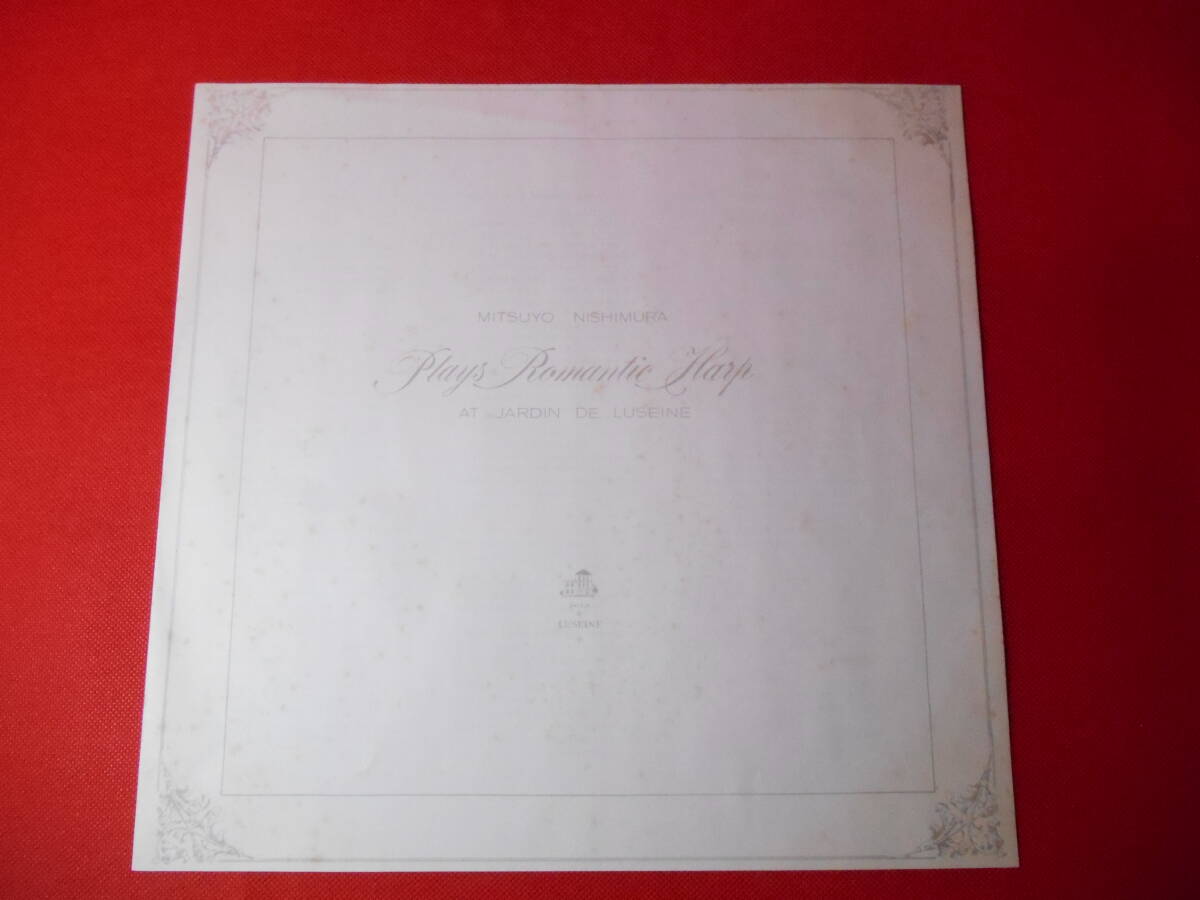 MITSUYO NISHIMURA
Plays Romantic Harp
AT JARDIN DE LUSEINE
LUSEINE